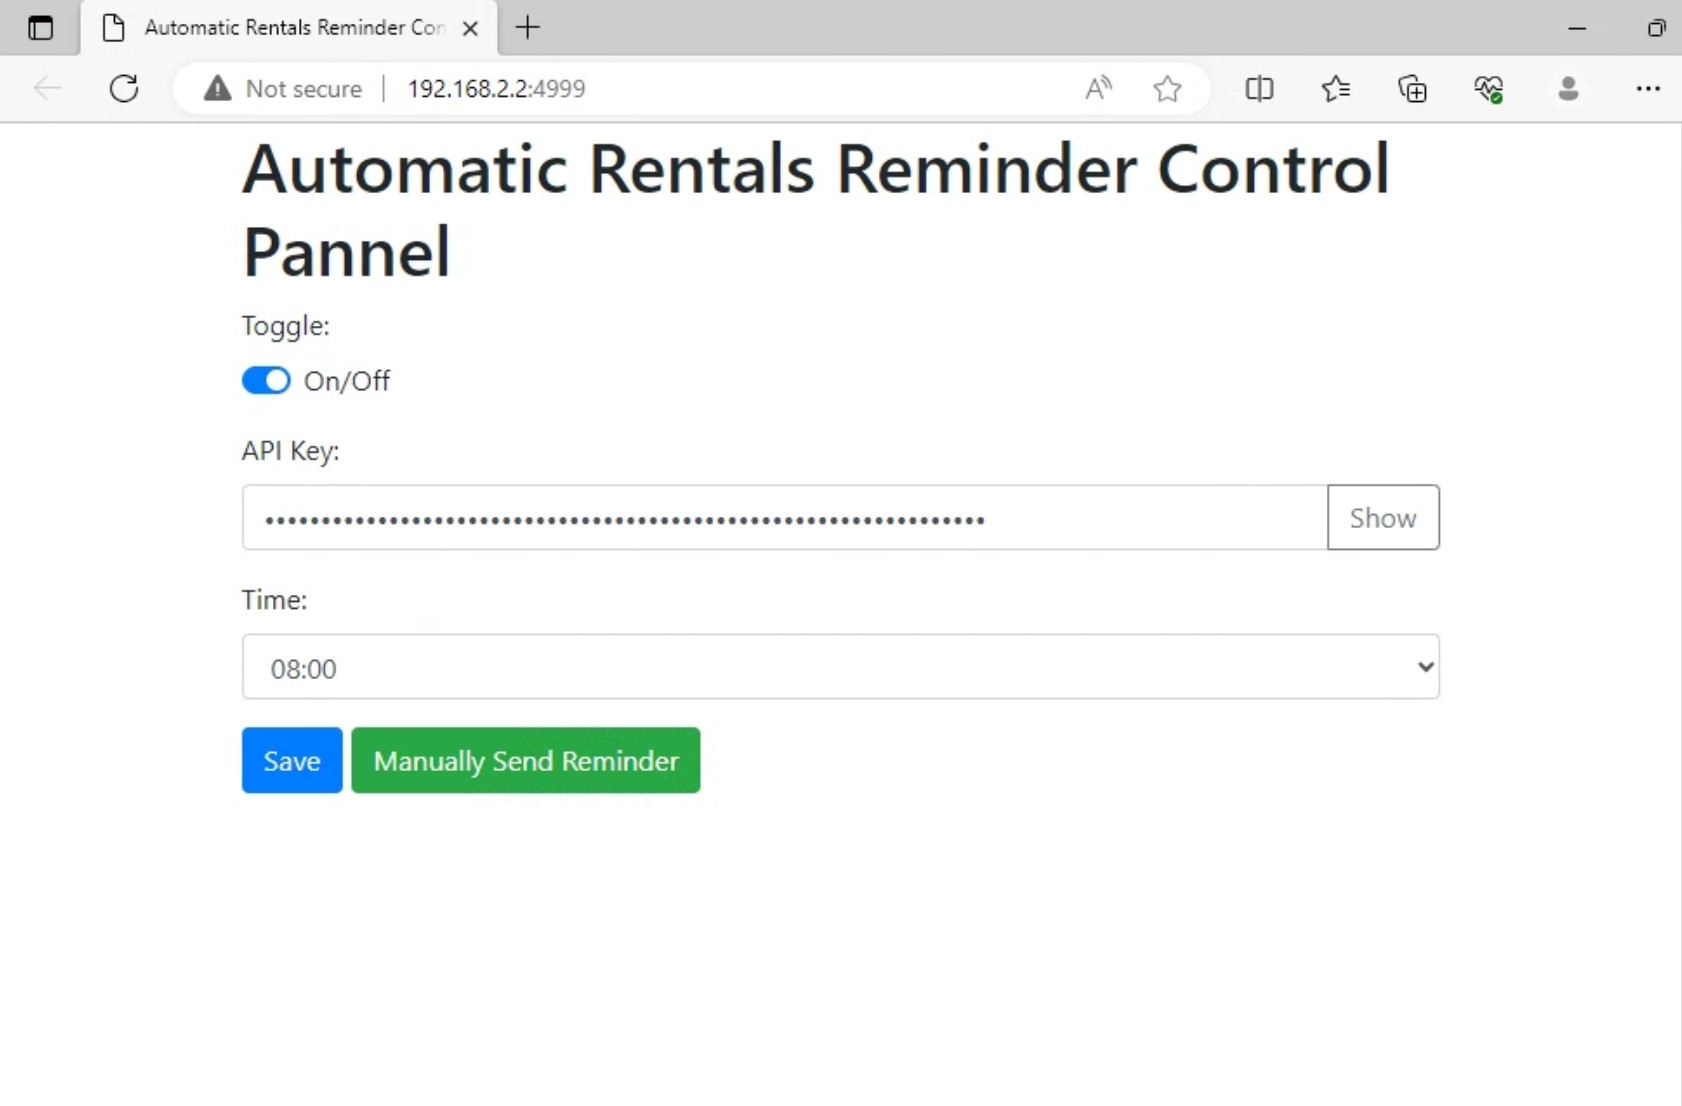 Automatic Rentals Reminder Con
Not secure
192.168.2.2:4999
Automatic Rentals Reminder Control
Pannel
Toggle:
On/Off
API Key:
••••••••••••••••••••••••••••••••••••••••••••••••••••••••••••••••
Show
Time:
08:00
Save
Manually Send Reminder